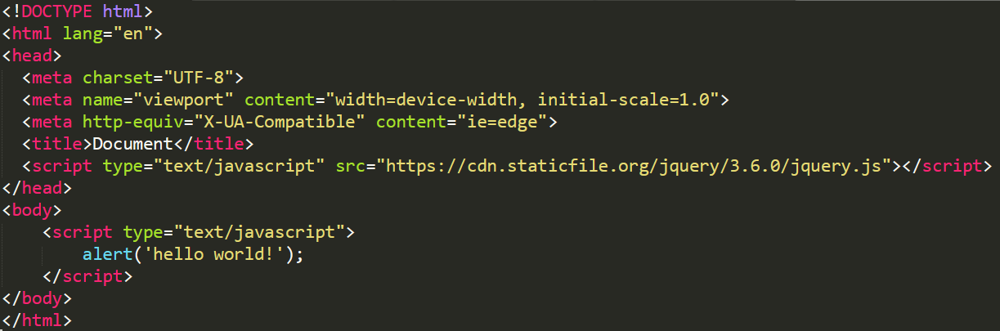 <!DOCTYPE html>
<html lang="en">
<head>
  <meta charset="UTF-8">
  <meta name="viewport" content="width=device-width, initial-scale=1.0">
  <meta http-equiv="X-UA-Compatible" content="ie=edge">
  <title>Document</title>
  <script type="text/javascript" src="https://cdn.staticfile.org/jquery/3.6.0/jquery.js"></script>
</head>
<body>
    <script type="text/javascript">
        alert('hello world!');
    </script>
</body>
</html>